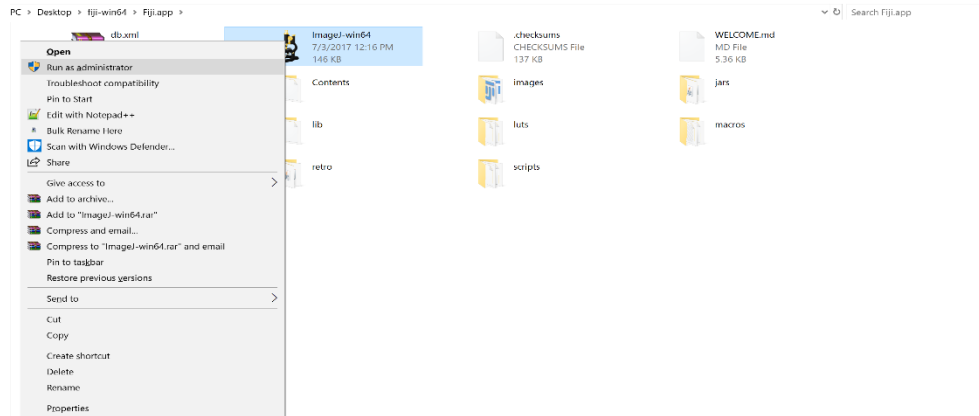 PC > Desktop > fiji-win64 > Fiji.app >
Search Fiji.app
db.xml
ImageJ-win64
7/3/2017 12:16 PM
146 KB
.checksums
CHECKSUMS File
137 KB
WELCOME.md
MD File
5.36 KB
Contents
images
jars
lib
luts
macros
retro
scripts
Open
Run as administrator
Troubleshoot compatibility
Pin to Start
Edit with Notepad++
Bulk Rename Here
Scan with Windows Defender...
Share
Give access to
Add to archive...
Add to "ImageJ-win64.rar"
Compress and email...
Compress to "ImageJ-win64.rar" and email
Pin to taskbar
Restore previous versions
Send to
Cut
Copy
Create shortcut
Delete
Rename
Properties